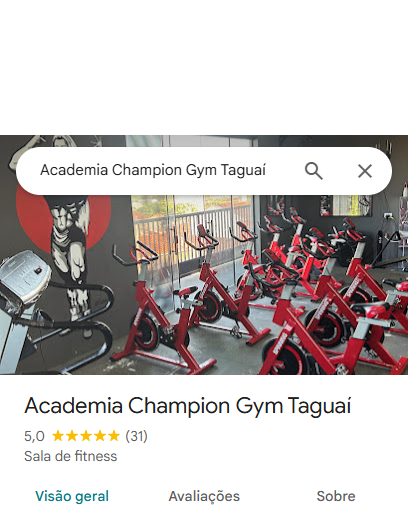 Academia Champion Gym Taguaí
Academia Champion Gym Taguaí
5,0 (31)
Sala de fitness
Visão geral
Avaliações
Sobre